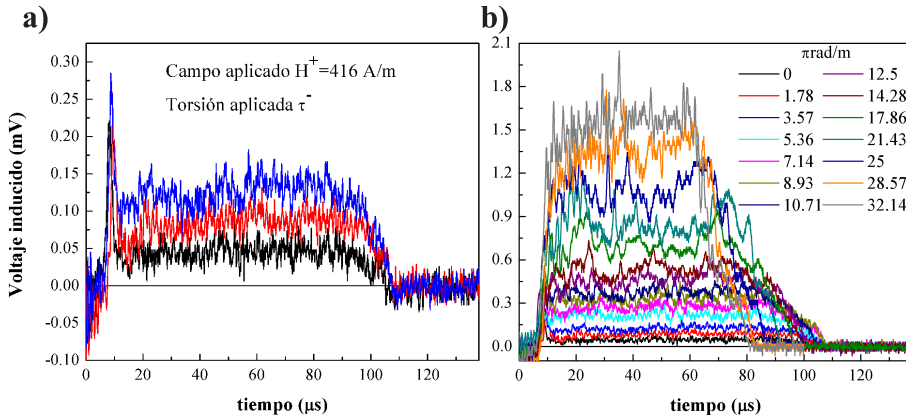 a)
Voltaje inducido (mV)
0.30
0.25
0.20
0.15
0.10
0.05
0.00
-0.05
-0.10
Campo aplicado H⁺=416 A/m
Torsión aplicada τ⁻
0 20 40 60 80 100 120
tiempo (μs)
b)
2.1
1.8
1.5
1.2
0.9
0.6
0.3
0.0
πrad/m
0 12.5
1.78 14.28
3.57 17.86
5.36 21.43
7.14 25
8.93 28.57
10.71 32.14
0 20 40 60 80 100 120
tiempo (μs)